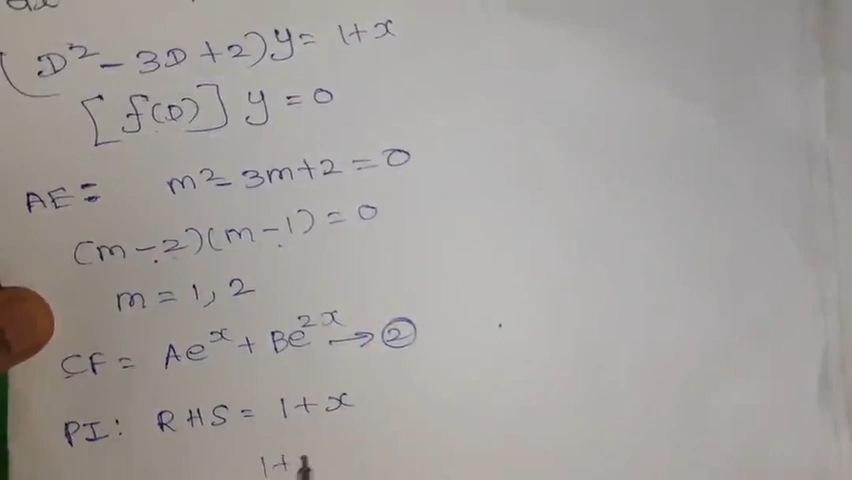 (D² - 3D + 2)y = 1+x
[f(D)] y = 0
AE: m² - 3m + 2 = 0
(m - 2)(m - 1) = 0
m = 1, 2
CF = Ae^x + Be^2x → ②
PI: RHS = 1 + x
1+